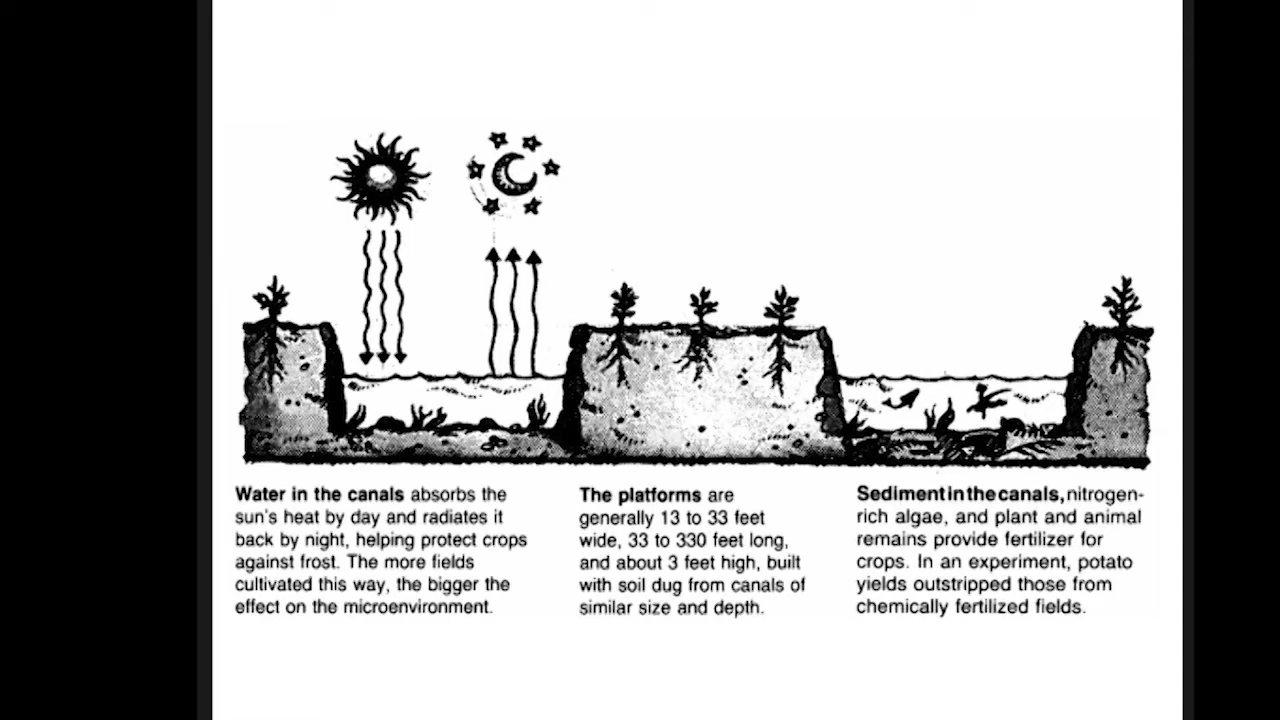 Water in the canals absorbs the
sun's heat by day and radiates it
back by night, helping protect crops
against frost. The more fields
cultivated this way, the bigger the
effect on the microenvironment.
The platforms are
generally 13 to 33 feet
wide, 33 to 330 feet long,
and about 3 feet high, built
with soil dug from canals of
similar size and depth.
Sediment in the canals, nitrogen-
rich algae, and plant and animal
remains provide fertilizer for
crops. In an experiment, potato
yields outstripped those from
chemically fertilized fields.